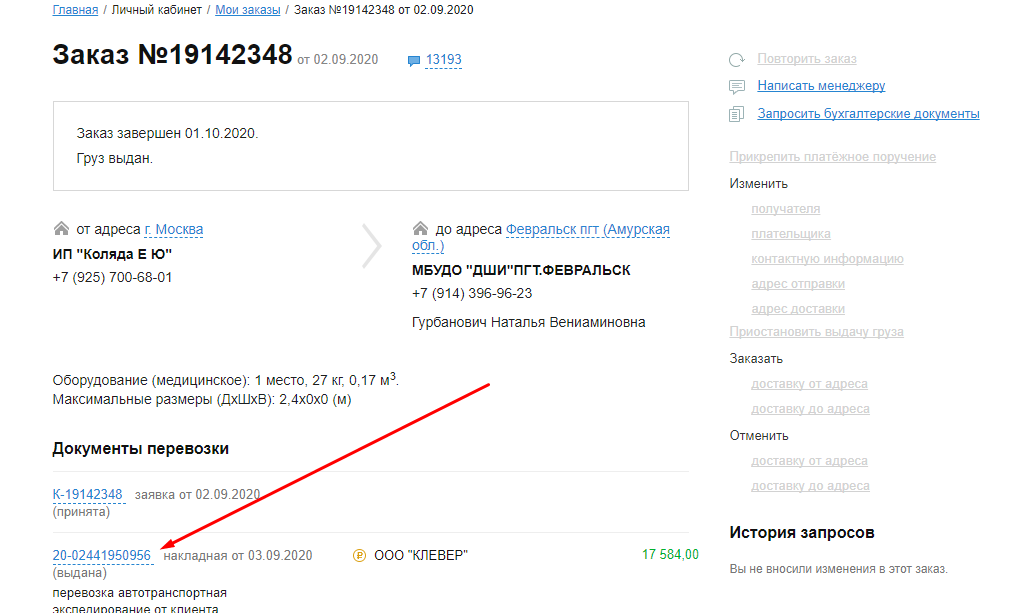 Главная / Личный кабинет / Мои заказы / Заказ №19142348 от 02.09.2020
Заказ №19142348 от 02.09.2020 13193
Заказ завершен 01.10.2020.
Груз выдан.
от адреса г. Москва
ИП "Коляда Е Ю"
+7 (925) 700-68-01
до адреса Февральск пгт (Амурская
обл.)
МБУДО "ДШИ"ПГТ.ФЕВРАЛЬСК
+7 (914) 396-96-23
Гурбанович Наталья Вениаминовна
Оборудование (медицинское): 1 место, 27 кг, 0,17 м³.
Максимальные размеры (ДхШхВ): 2,4х0х0 (м)
Документы перевозки
К-19142348 заявка от 02.09.2020
(принята)
20-02441950956 накладная от 03.09.2020 ООО "КЛЕВЕР" 17 584,00
(выдана)
перевозка автотранспортная
экспедирование от клиента
Повторить заказ
Написать менеджеру
Запросить бухгалтерские документы
Прикрепить платёжное поручение
Изменить
получателя
плательщика
контактную информацию
адрес отправки
адрес доставки
Приостановить выдачу груза
Заказать
доставку от адреса
доставку до адреса
Отменить
доставку от адреса
доставку до адреса
История запросов
Вы не вносили изменения в этот заказ.